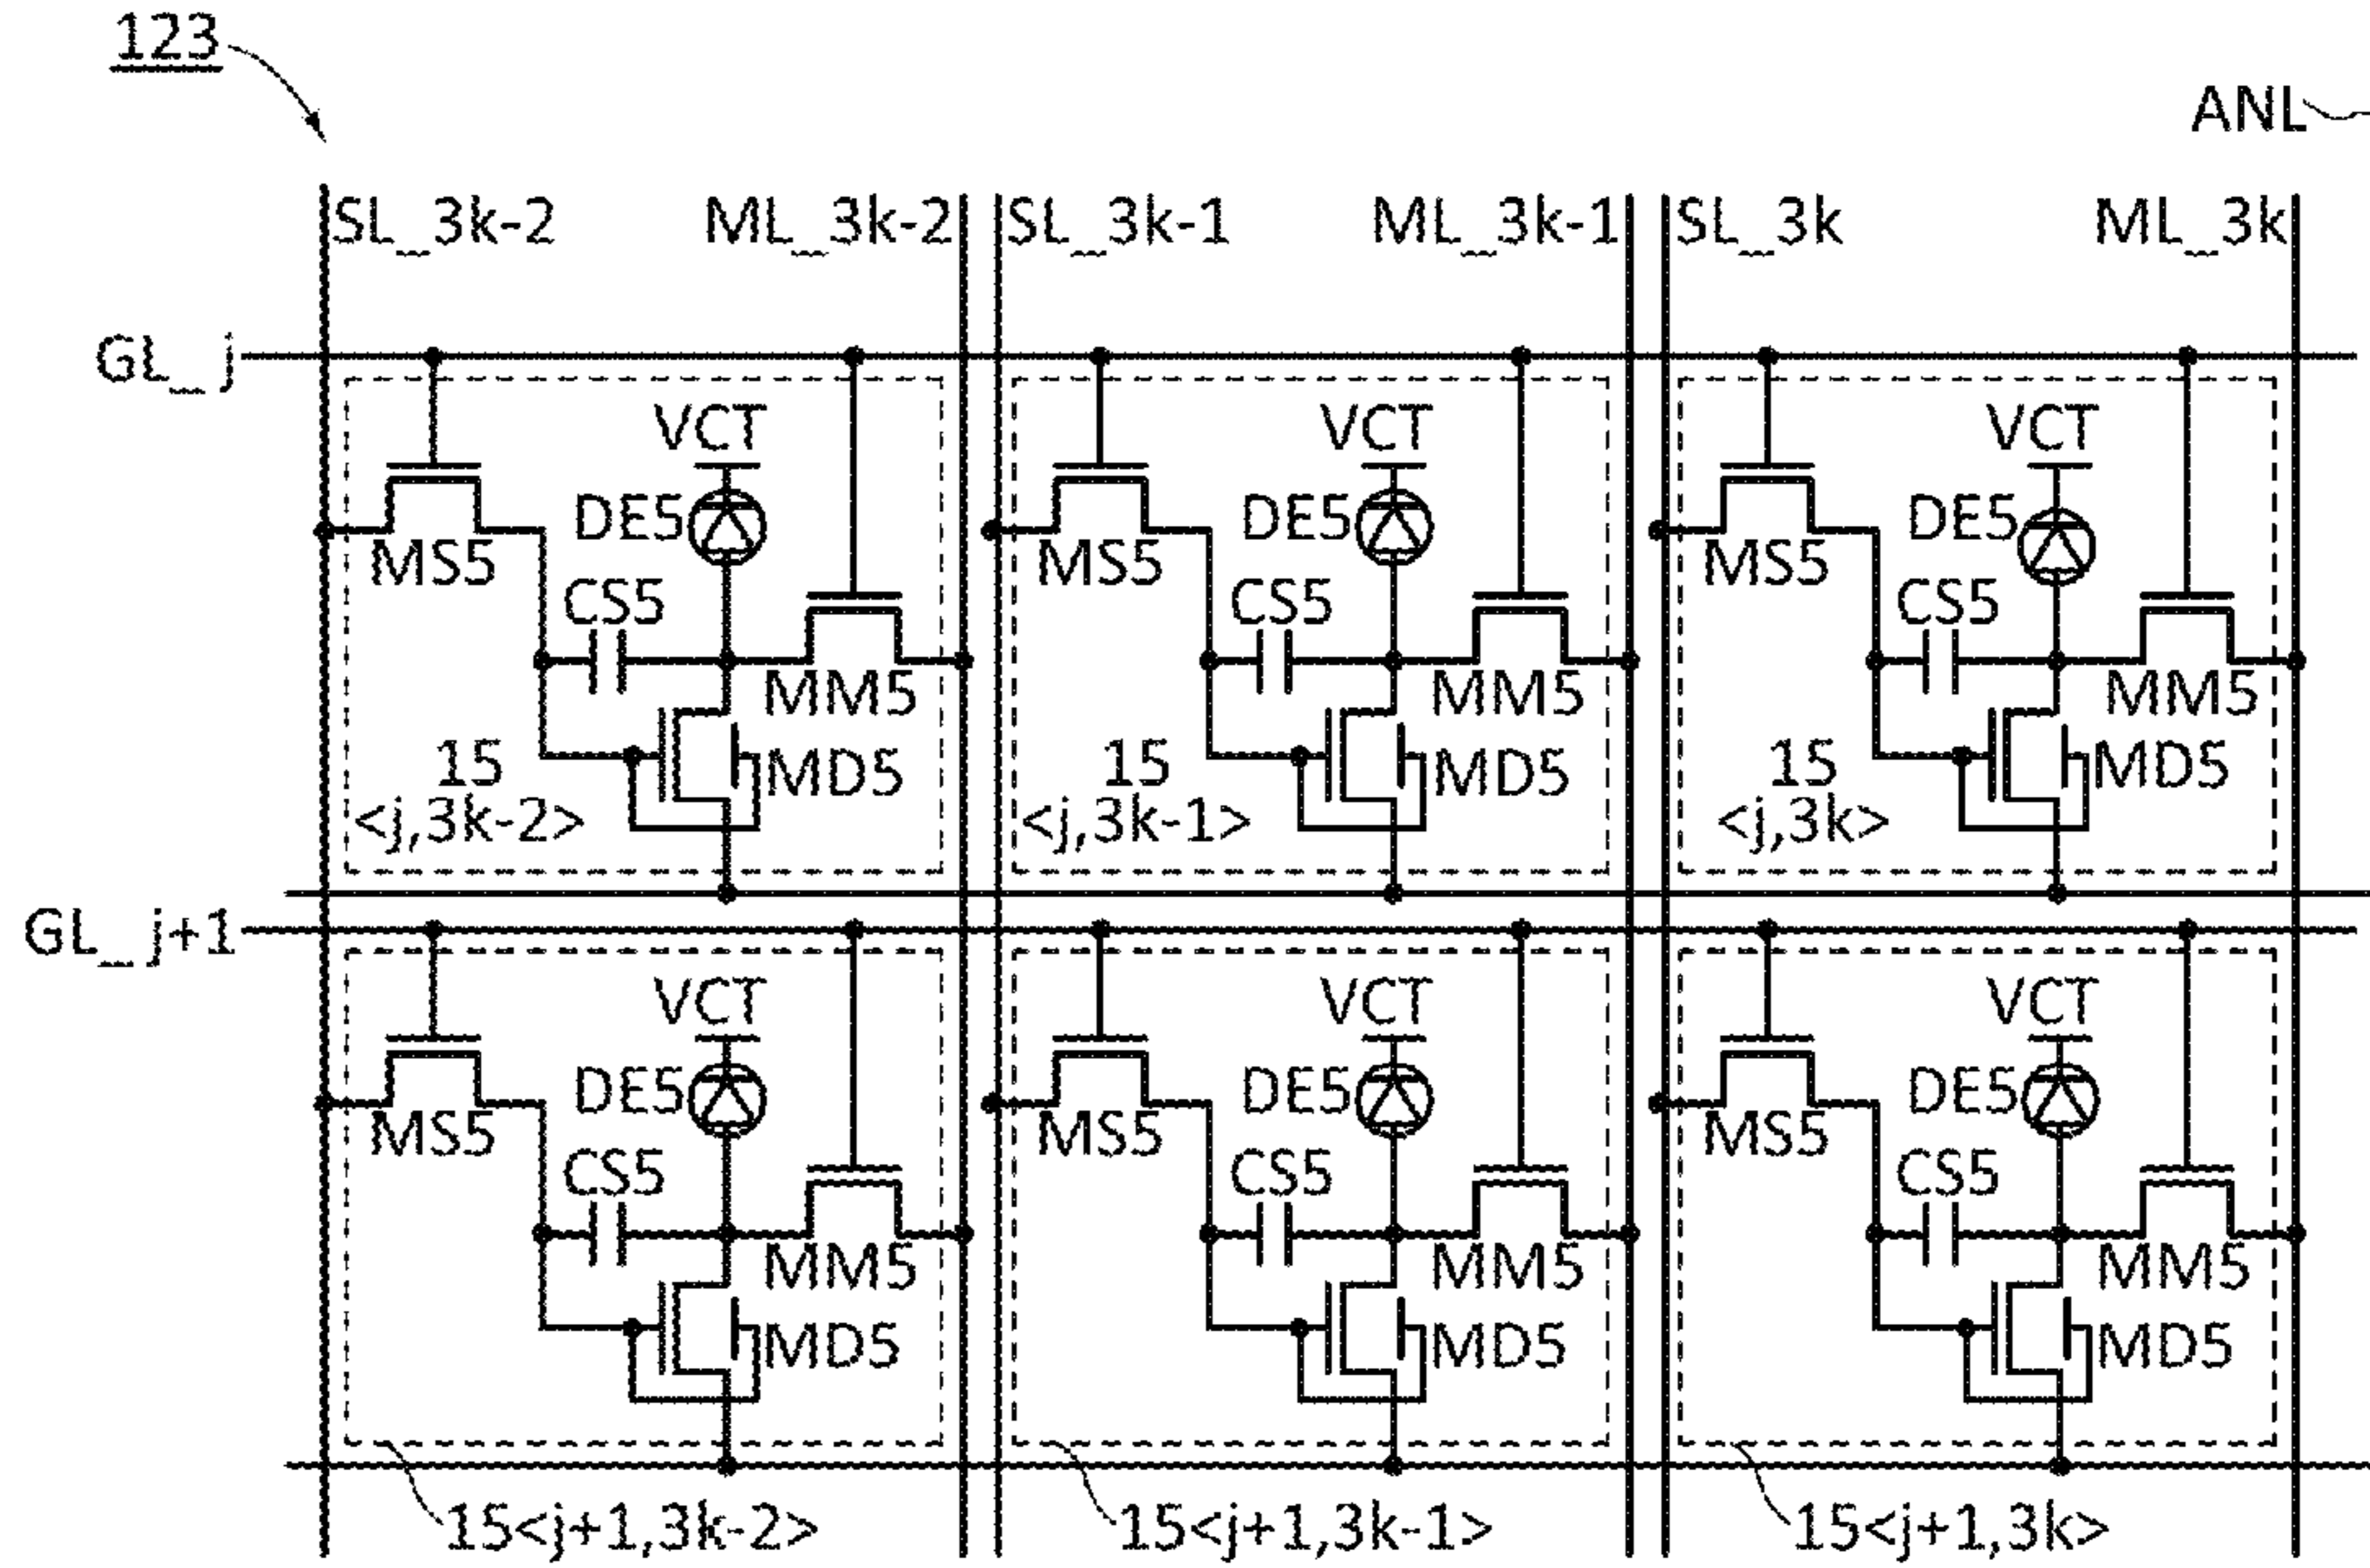 123
ANL
SL_3k-2 ML_3k-2 SL_3k-1 ML_3k-1 SL_3k ML_3k
GL_j
VCT VCT VCT
DE5 DE5 DE5
MS5 MS5 MS5
CS5 CS5 CS5
MM5 MM5 MM5
15 MD5 15 MD5 15 MD5
<j,3k-2> <j,3k-1> <j,3k>
GL_j+1
VCT VCT VCT
DE5 DE5 DE5
MS5 MS5 MS5
CS5 CS5 CS5
MM5 MM5 MM5
MD5 MD5 MD5
15<j+1,3k-2> 15<j+1,3k-1> 15<j+1,3k>